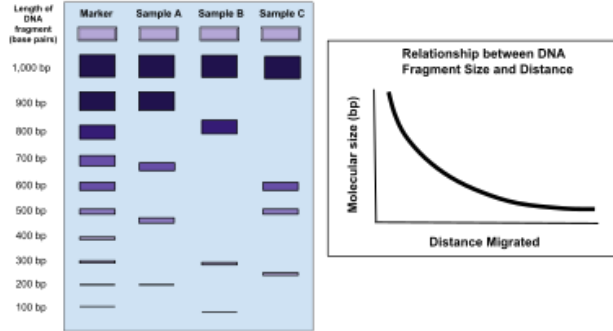 Length of
DNA
fragment
(base pairs)
Marker
Sample A
Sample B
Sample C
1,000 bp
900 bp
800 bp
700 bp
600 bp
500 bp
400 bp
300 bp
200 bp
100 bp
Relationship between DNA
Fragment Size and Distance
Molecular size (bp)
Distance Migrated